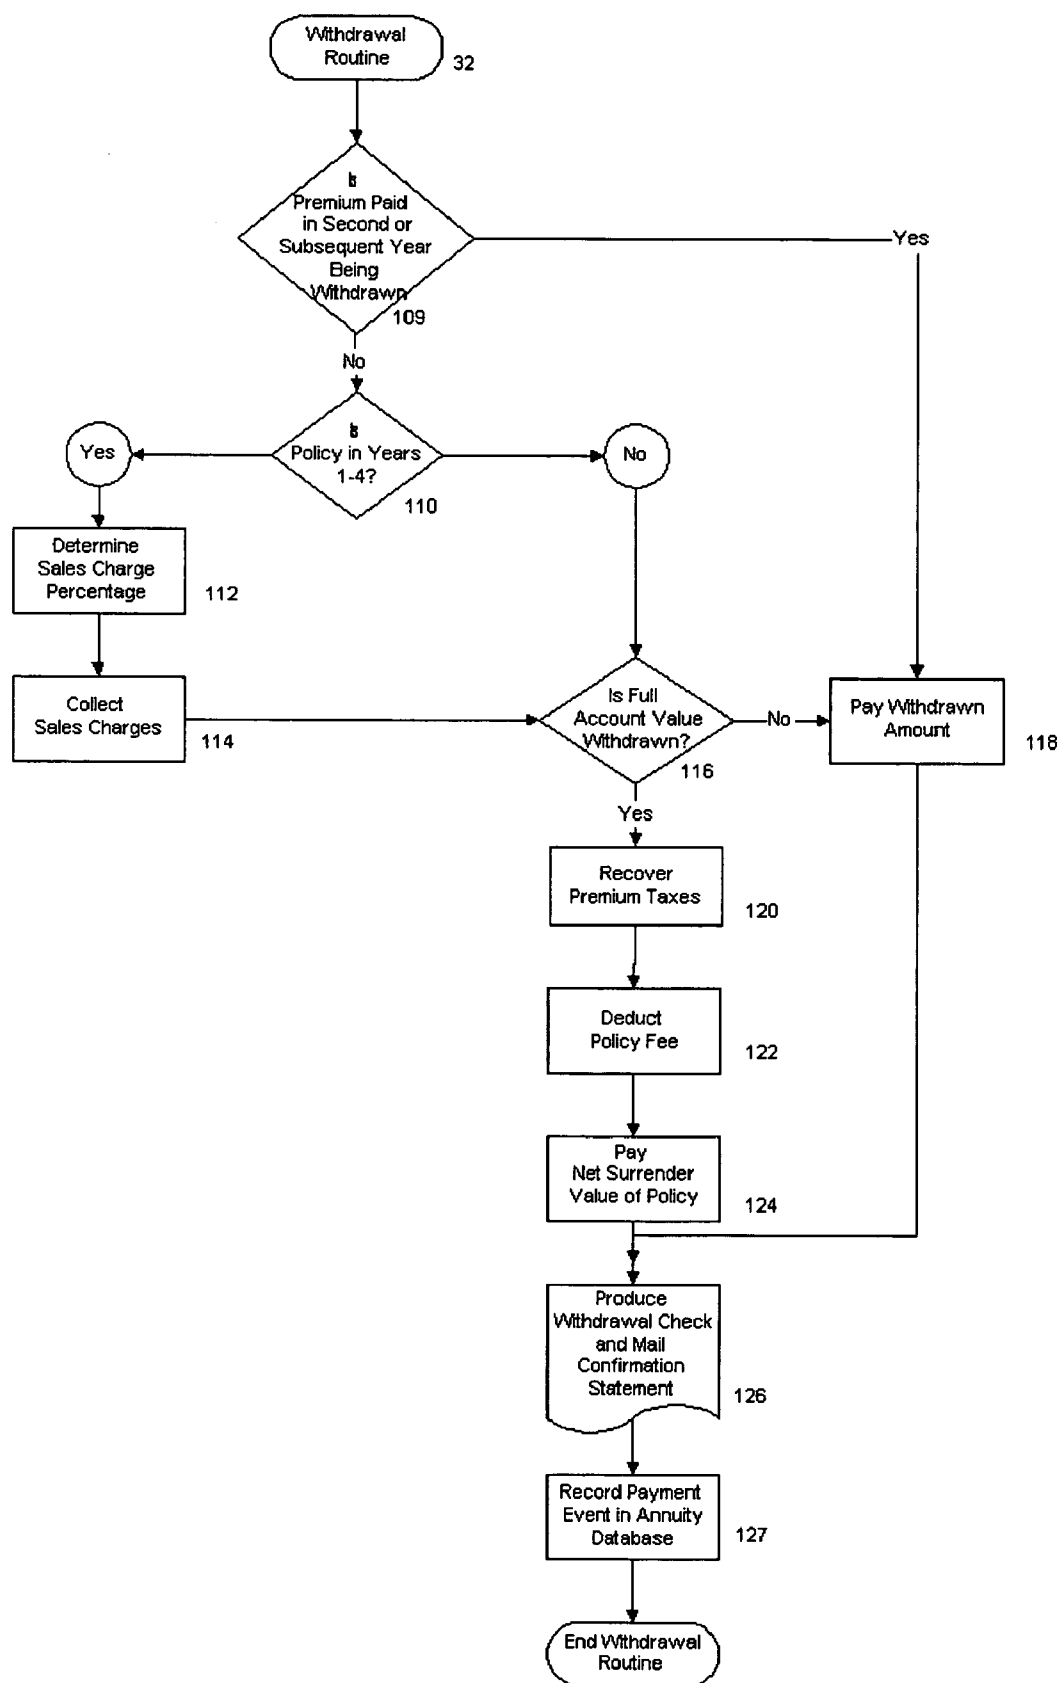 Withdrawal
Routine
32
Is
Premium Paid
in Second or
Subsequent Year
Being
Withdrawn
109
Yes
No
Is
Policy in Years
1-4?
110
Yes
No
Determine
Sales Charge
Percentage
112
Collect
Sales Charges
114
Is Full
Account Value
Withdrawn?
116
No
Pay Withdrawn
Amount
118
Yes
Recover
Premium Taxes
120
Deduct
Policy Fee
122
Pay
Net Surrender
Value of Policy
124
Produce
Withdrawal Check
and Mail
Confirmation
Statement
126
Record Payment
Event in Annuity
Database
127
End Withdrawal
Routine